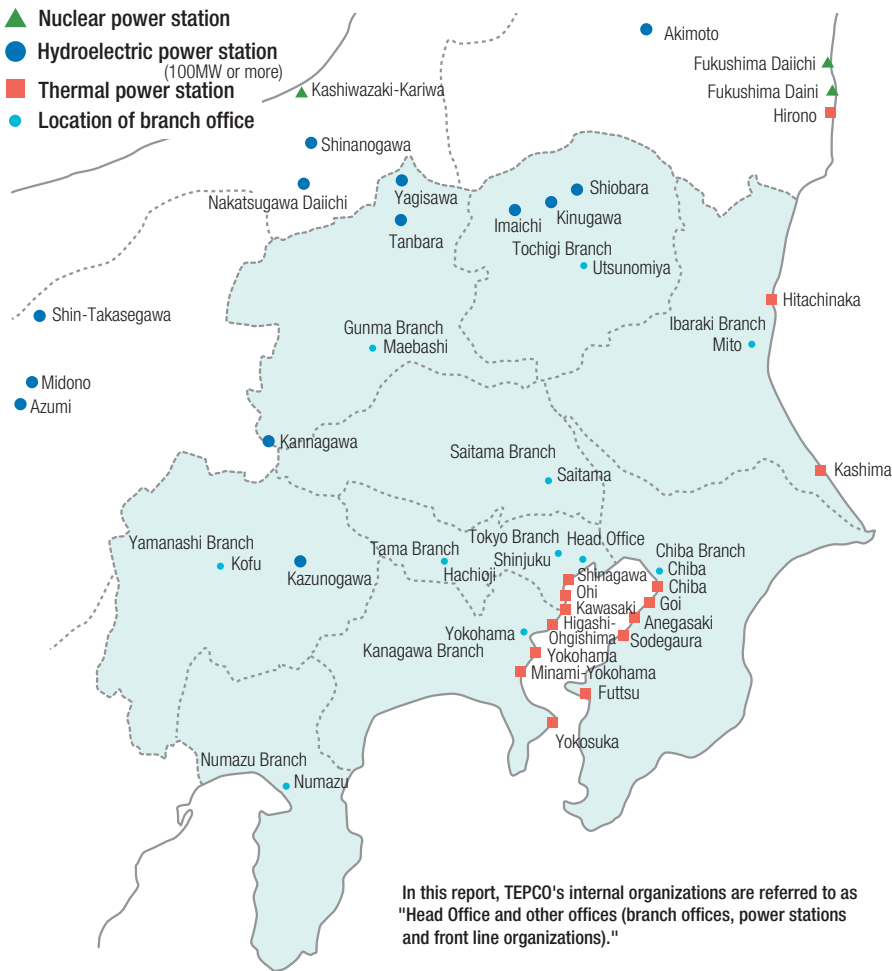 Nuclear power station
Hydroelectric power station
(100MW or more)
Thermal power station
Location of branch office
Akimoto
Fukushima Daiichi
Fukushima Daini
Hirono
Kashiwazaki-Kariwa
Shinanogawa
Nakatsugawa Daiichi
Yagisawa
Tanbara
Shiobara
Kinugawa
Imaichi
Tochigi Branch
Utsunomiya
Hitachinaka
Shin-Takasegawa
Gunma Branch
Maebashi
Ibaraki Branch
Mito
Midono
Azumi
Kannagawa
Saitama Branch
Saitama
Kashima
Yamanashi Branch
Kofu
Kazunogawa
Tama Branch
Hachioji
Tokyo Branch
Shinjuku
Head Office
Chiba Branch
Chiba
Shinagawa
Chiba
Ohi
Goi
Kawasaki
Anegasaki
Higashi-
Ohgishima
Sodegaura
Yokohama
Kanagawa Branch
Yokohama
Minami-Yokohama
Futtsu
Yokosuka
Numazu Branch
Numazu
In this report, TEPCO's internal organizations are referred to as
"Head Office and other offices (branch offices, power stations
and front line organizations)."